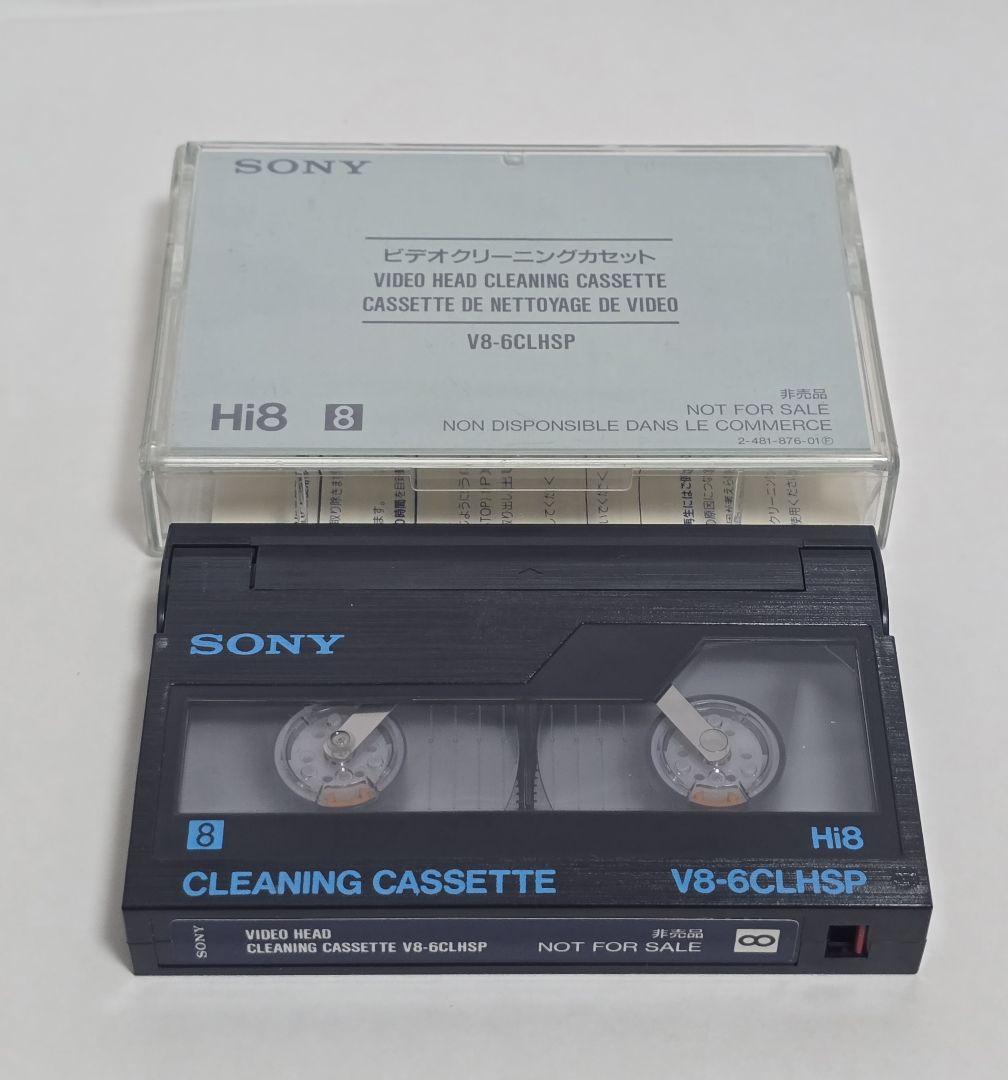 SONY
ビデオクリーニングカセット
VIDEO HEAD CLEANING CASSETTE
CASSETTE DE NETTOYAGE DE VIDEO
V8-6CLHSP
Hi8 8
非売品
NOT FOR SALE
NON DISPONSIBLE DANS LE COMMERCE
2-481-876-01Ⓕ
SONY
8
Hi8
CLEANING CASSETTE
V8-6CLHSP
SONY
VIDEO HEAD
CLEANING CASSETTE V8-6CLHSP
非売品
NOT FOR SALE
8